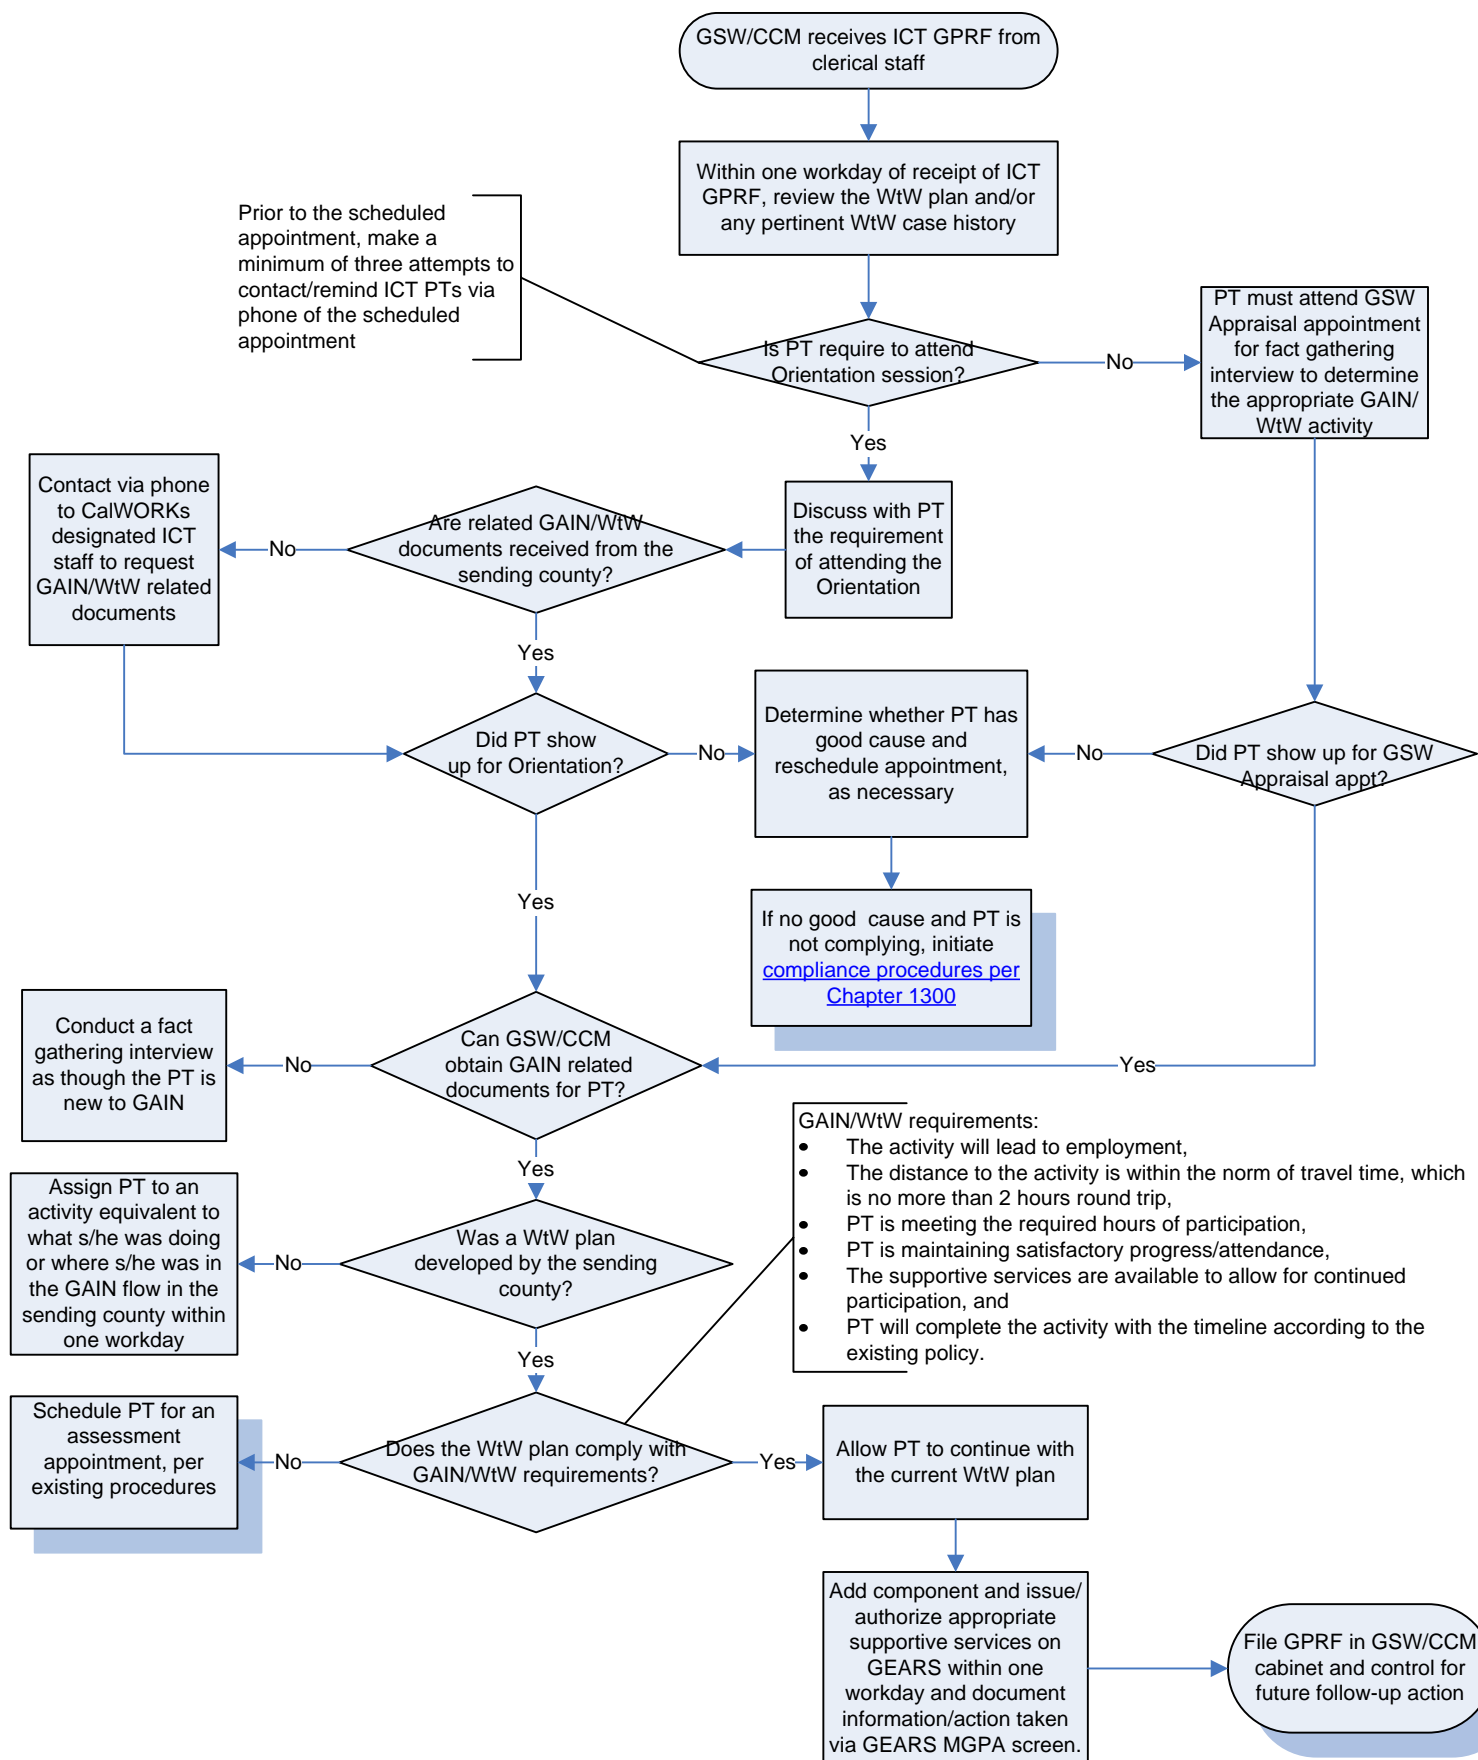 GSW/CCM receives ICT GPRF from
clerical staff
Within one workday of receipt of ICT
GPRF, review the WtW plan and/or
any pertinent WtW case history
Prior to the scheduled
appointment, make a
minimum of three attempts to
contact/remind ICT PTs via
phone of the scheduled
appointment
Is PT require to attend
Orientation session?
No
PT must attend GSW
Appraisal appointment
for fact gathering
interview to determine
the appropriate GAIN/
WtW activity
Yes
Discuss with PT
the requirement
of attending the
Orientation
Are related GAIN/WtW
documents received from the
sending county?
No
Contact via phone
to CalWORKs
designated ICT
staff to request
GAIN/WtW related
documents
Yes
Did PT show
up for Orientation?
No
Determine whether PT has
good cause and
reschedule appointment,
as necessary
No
Did PT show up for GSW
Appraisal appt?
Yes
If no good  cause and PT is
not complying, initiate
compliance procedures per
Chapter 1300
Can GSW/CCM
obtain GAIN related
documents for PT?
Yes
No
Conduct a fact
gathering interview
as though the PT is
new to GAIN
Yes
GAIN/WtW requirements:
• The activity will lead to employment,
• The distance to the activity is within the norm of travel time, which
is no more than 2 hours round trip,
• PT is meeting the required hours of participation,
• PT is maintaining satisfactory progress/attendance,
• The supportive services are available to allow for continued
participation, and
• PT will complete the activity with the timeline according to the
existing policy.
Was a WtW plan
developed by the sending
county?
No
Assign PT to an
activity equivalent to
what s/he was doing
or where s/he was in
the GAIN flow in the
sending county within
one workday
Yes
Does the WtW plan comply with
GAIN/WtW requirements?
No
Schedule PT for an
assessment
appointment, per
existing procedures
Yes
Allow PT to continue with
the current WtW plan
Add component and issue/
authorize appropriate
supportive services on
GEARS within one
workday and document
information/action taken
via GEARS MGPA screen.
File GPRF in GSW/CCM
cabinet and control for
future follow-up action